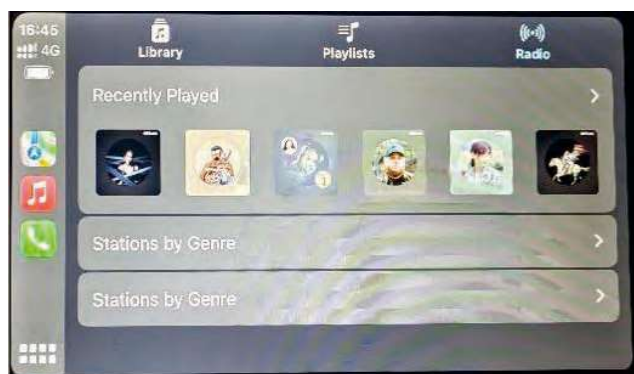 16:45
4G
Library
Playlists
Radio
Recently Played
Stations by Genre
Stations by Genre